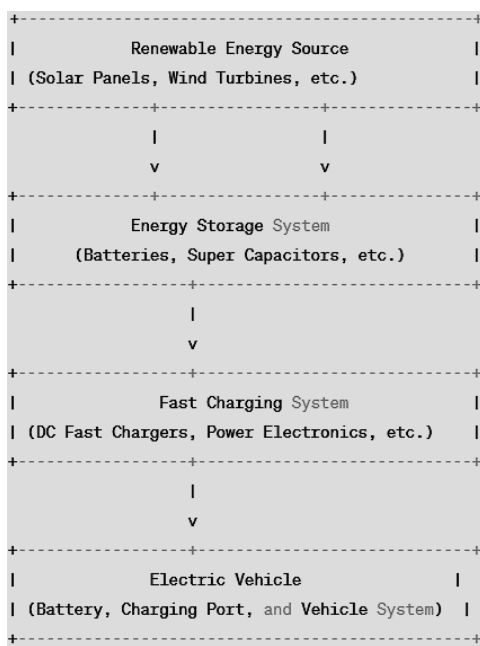 Renewable Energy Source
(Solar Panels, Wind Turbines, etc.)
Energy Storage System
(Batteries, Super Capacitors, etc.)
Fast Charging System
(DC Fast Chargers, Power Electronics, etc.)
Electric Vehicle
(Battery, Charging Port, and Vehicle System)